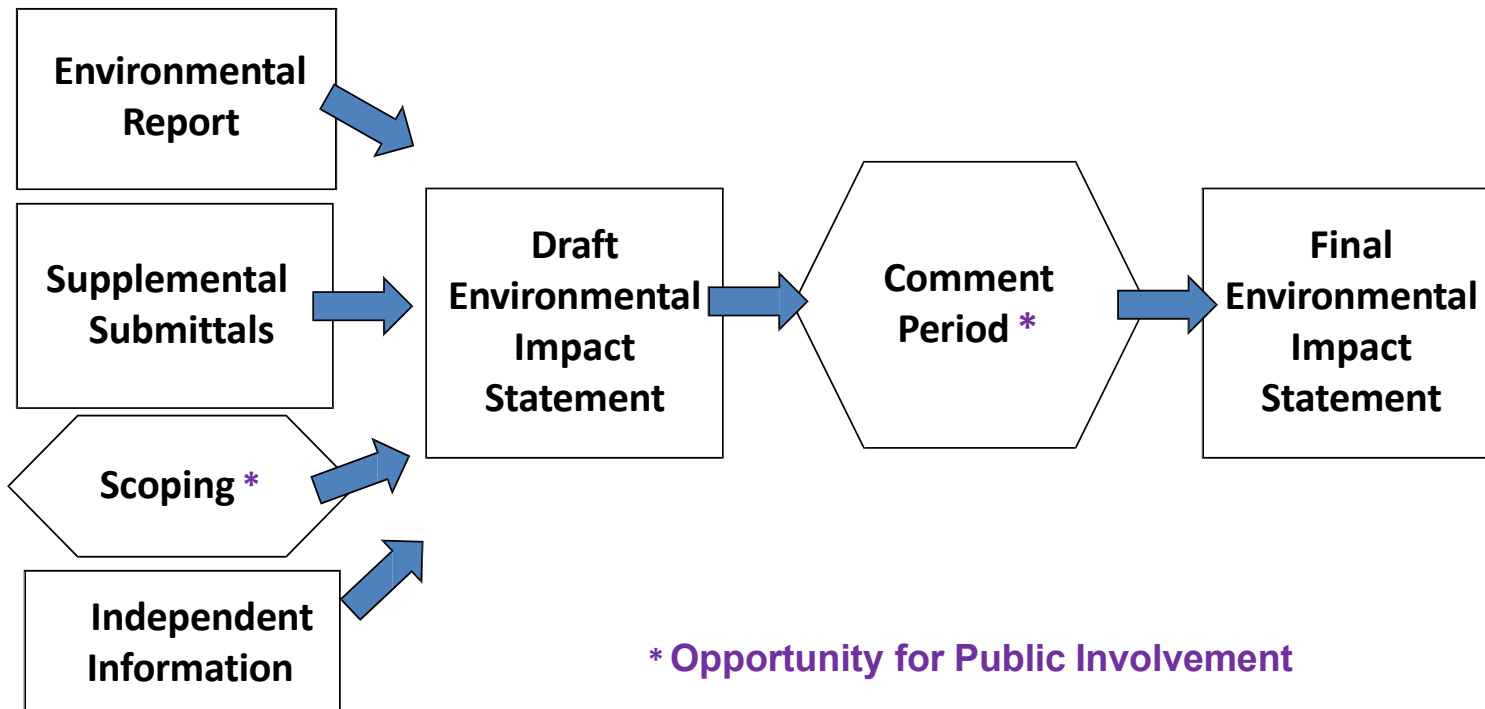 Environmental
Report
Supplemental
Submittals
Scoping *
Independent
Information
Draft
Environmental
Impact
Statement
Comment
Period *
Final
Environmental
Impact
Statement
* Opportunity for Public Involvement